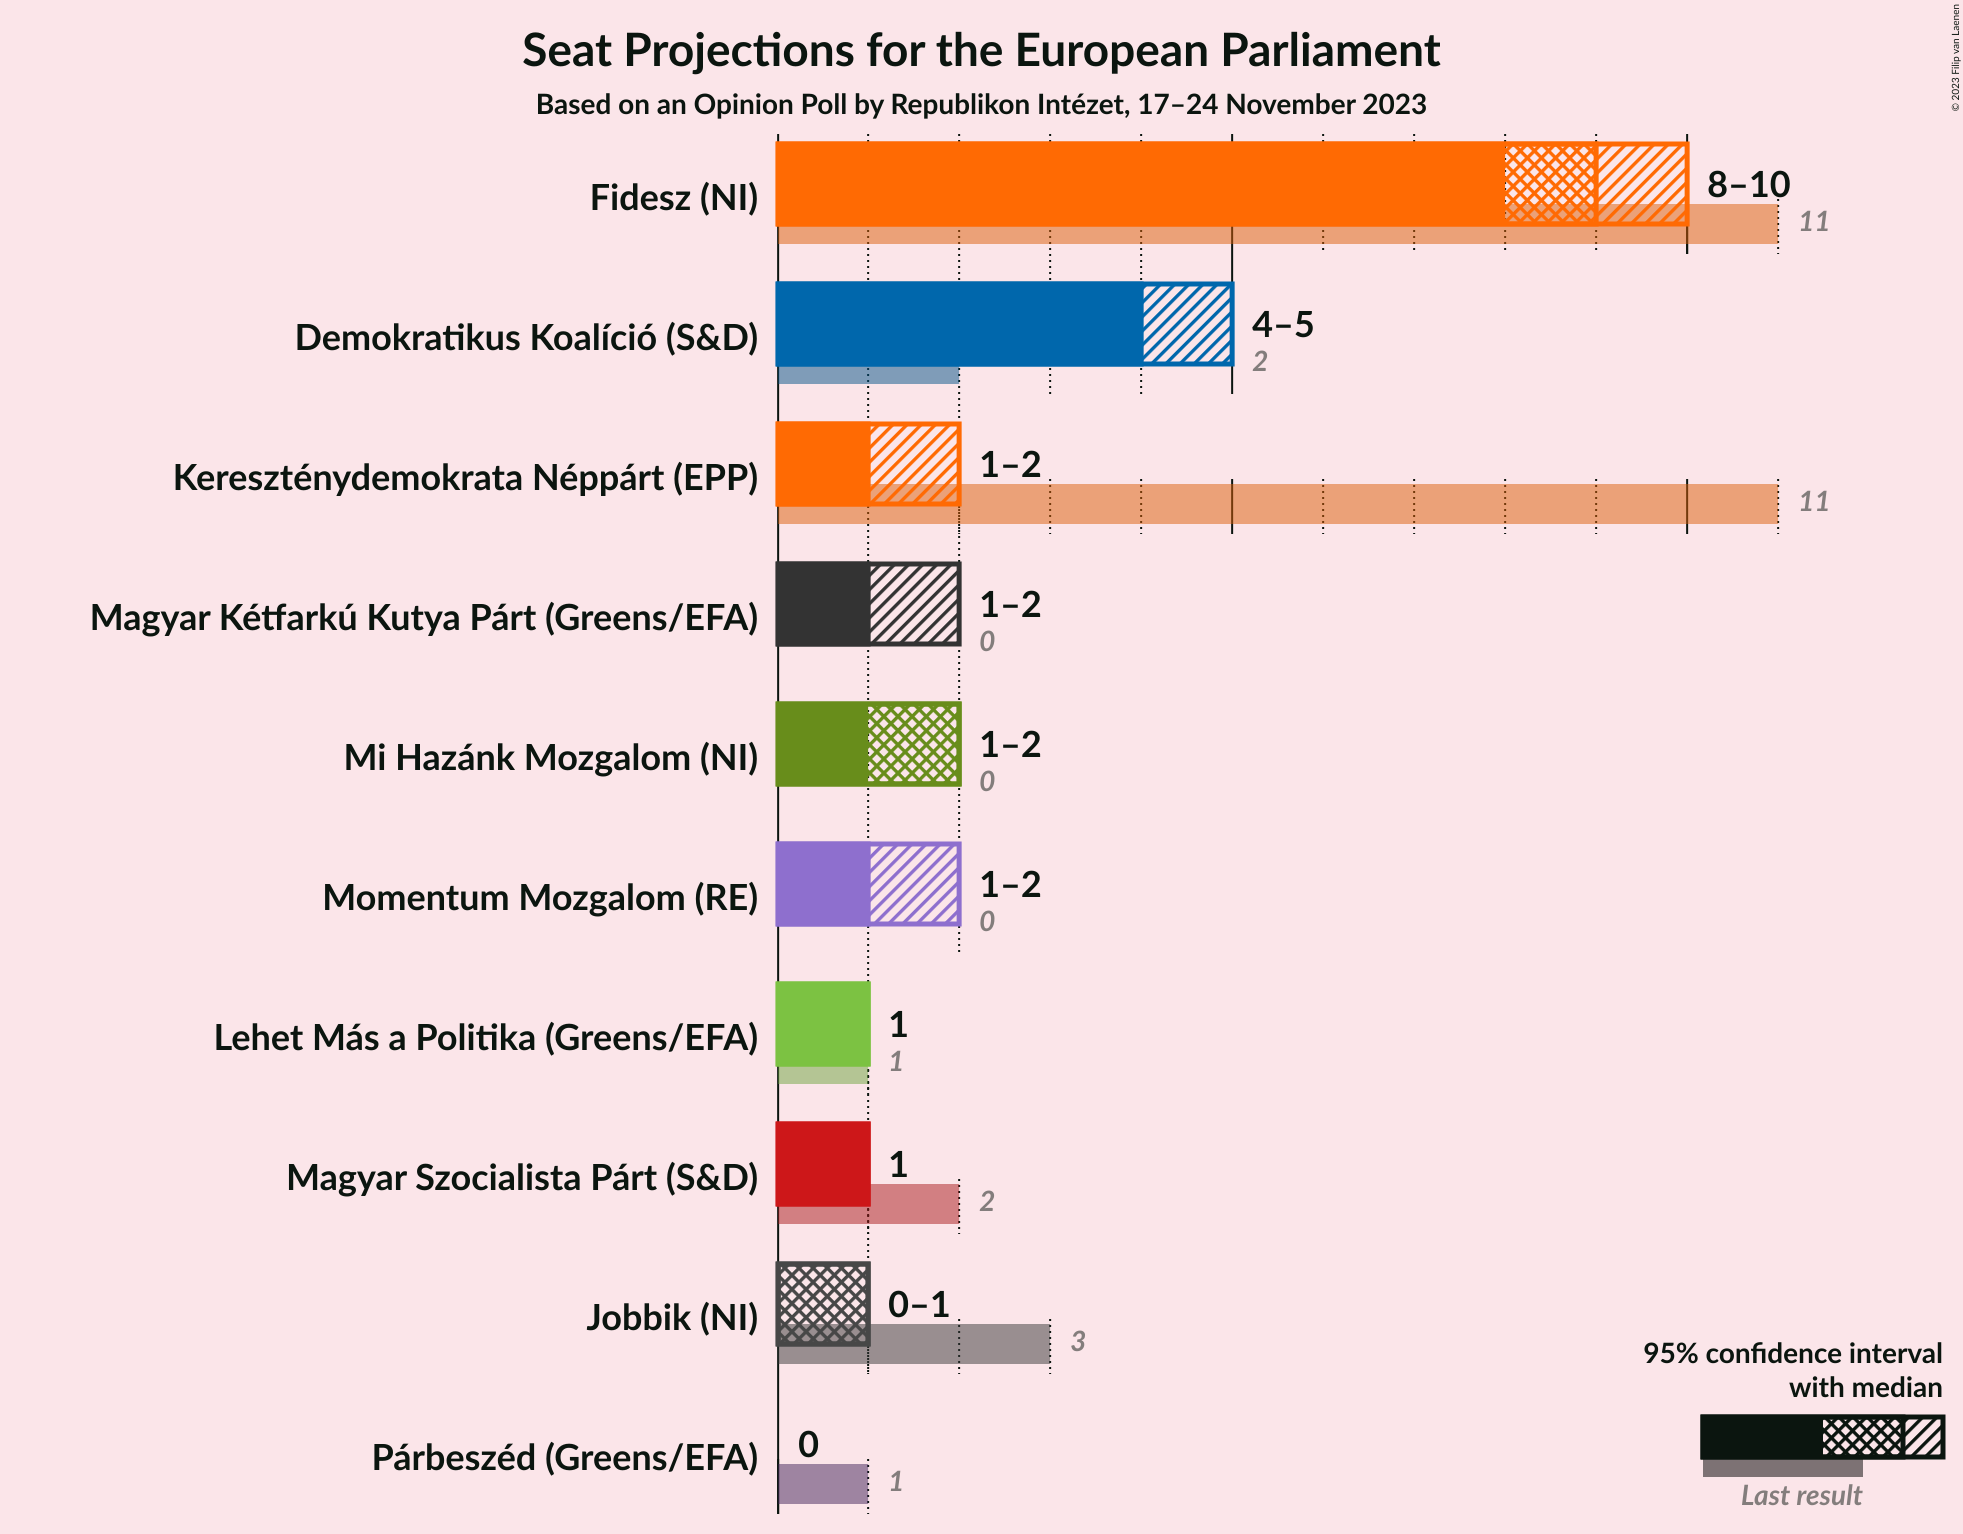 © 2023 Filip van Laenen
Seat Projections for the European Parliament
Based on an Opinion Poll by Republikon Intézet, 17–24 November 2023
Fidesz (NI)
8–10
11
Demokratikus Koalíció (S&D)
4–5
2
Kereszténydemokrata Néppárt (EPP)
1–2
11
Magyar Kétfarkú Kutya Párt (Greens/EFA)
1–2
0
Mi Hazánk Mozgalom (NI)
1–2
0
Momentum Mozgalom (RE)
1–2
0
Lehet Más a Politika (Greens/EFA)
1
1
Magyar Szocialista Párt (S&D)
1
2
Jobbik (NI)
0–1
3
Párbeszéd (Greens/EFA)
0
1
95% confidence interval
with median
Last result